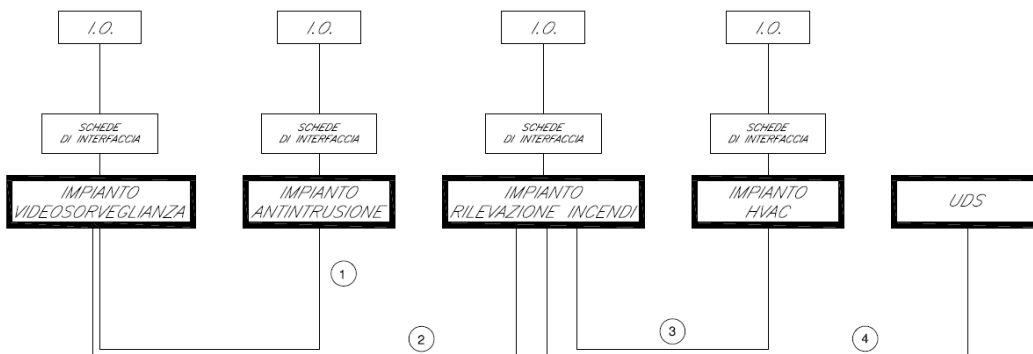 I.O.
I.O.
I.O.
I.O.
SCHEDE
DI INTERFACCIA
SCHEDE
DI INTERFACCIA
SCHEDE
DI INTERFACCIA
SCHEDE
DI INTERFACCIA
IMPIANTO
VIDEOSORVEGLIANZA
IMPIANTO
ANTINTRUSIONE
IMPIANTO
RILEVAZIONE INCENDI
IMPIANTO
HVAC
UDS
1
2
3
4